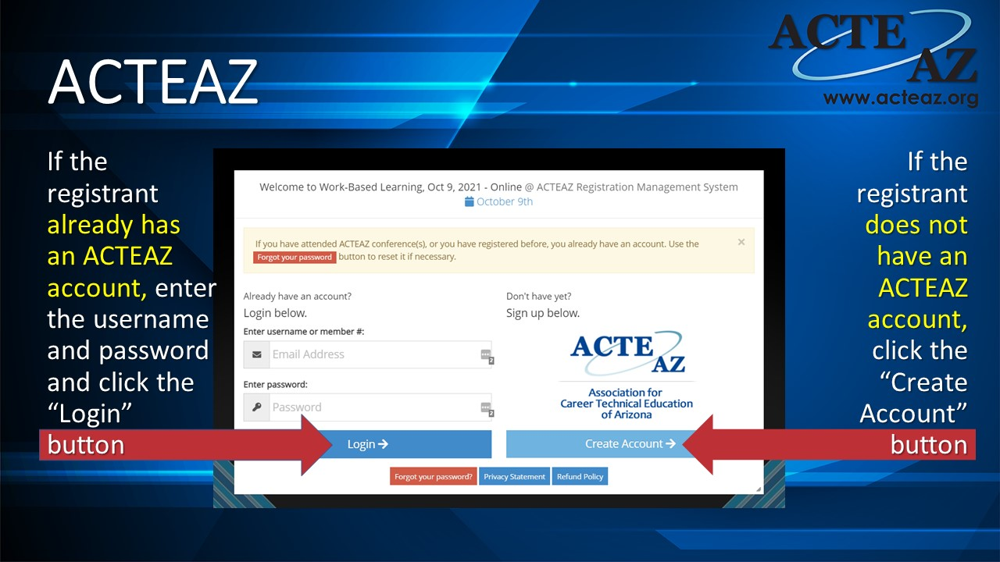 ACTEAZ
ACTE
AZ
www.acteaz.org
If the
registrant
already has
an ACTEAZ
account, enter
the username
and password
and click the
“Login”
button
Welcome to Work-Based Learning, Oct 9, 2021 - Online @ ACTEAZ Registration Management System
October 9th
If you have attended ACTEAZ conference(s), or you have registered before, you already have an account. Use the
Forgot your password button to reset it if necessary.
×
Already have an account?
Login below.
Enter username or member #:
Email Address
2
Enter password:
Password
2
Login
Don't have yet?
Sign up below.
ACTE
AZ
Association for
Career Technical Education
of Arizona
Create Account
Forgot your password? Privacy Statement Refund Policy
If the
registrant
does not
have an
ACTEAZ
account,
click the
“Create
Account”
button